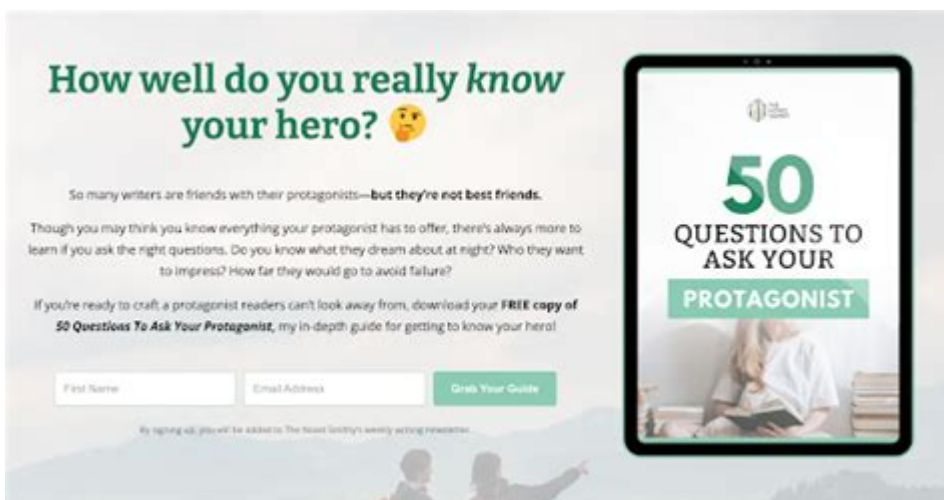 How well do you really know
your hero? 🤔
So many writers are friends with their protagonists—but they're not best friends.
Though you may think you know everything your protagonist has to offer, there's always more to
learn if you ask the right questions. Do you know what they dream about at night? Who they want
to impress? How far they would go to avoid failure?
If you're ready to craft a protagonist readers can't look away from, download your FREE copy of
50 Questions To Ask Your Protagonist, my in-depth guide for getting to know your hero!
First Name
Email Address
Grab Your Guide
By signing up, you will be added to The Novel Smithy's weekly writing newsletter.
THE
NOVEL
SMITHY
50
QUESTIONS TO
ASK YOUR
PROTAGONIST